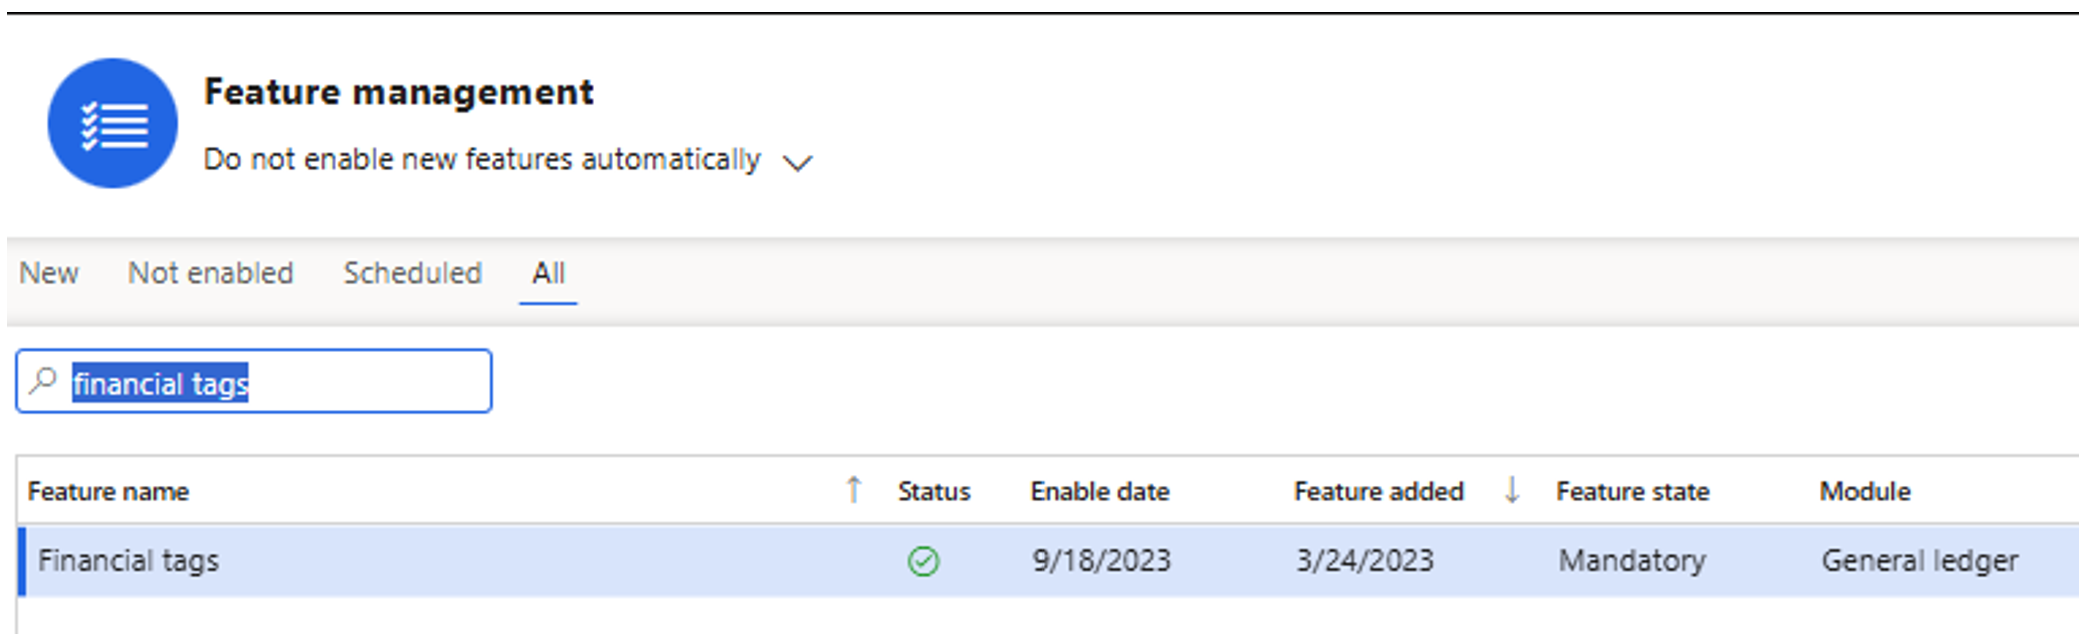 Feature management
Do not enable new features automatically
New Not enabled Scheduled All
financial tags
Feature name Status Enable date Feature added Feature state Module
Financial tags 9/18/2023 3/24/2023 Mandatory General ledger